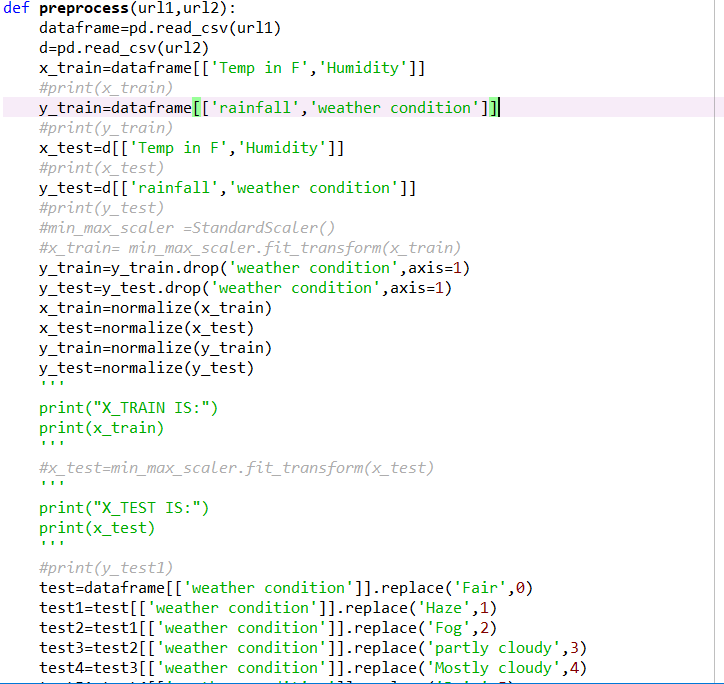 def preprocess(url1,url2):
    dataframe=pd.read_csv(url1)
    d=pd.read_csv(url2)
    x_train=dataframe[['Temp in F','Humidity']]
    #print(x_train)
    y_train=dataframe[['rainfall','weather condition']]
    #print(y_train)
    x_test=d[['Temp in F','Humidity']]
    #print(x_test)
    y_test=d[['rainfall','weather condition']]
    #print(y_test)
    #min_max_scaler =StandardScaler()
    #x_train= min_max_scaler.fit_transform(x_train)
    y_train=y_train.drop('weather condition',axis=1)
    y_test=y_test.drop('weather condition',axis=1)
    x_train=normalize(x_train)
    x_test=normalize(x_test)
    y_train=normalize(y_train)
    y_test=normalize(y_test)
    '''
    print("X_TRAIN IS:")
    print(x_train)
    '''
    #x_test=min_max_scaler.fit_transform(x_test)
    '''
    print("X_TEST IS:")
    print(x_test)
    '''
    #print(y_test1)
    test=dataframe[['weather condition']].replace('Fair',0)
    test1=test[['weather condition']].replace('Haze',1)
    test2=test1[['weather condition']].replace('Fog',2)
    test3=test2[['weather condition']].replace('partly cloudy',3)
    test4=test3[['weather condition']].replace('Mostly cloudy',4)